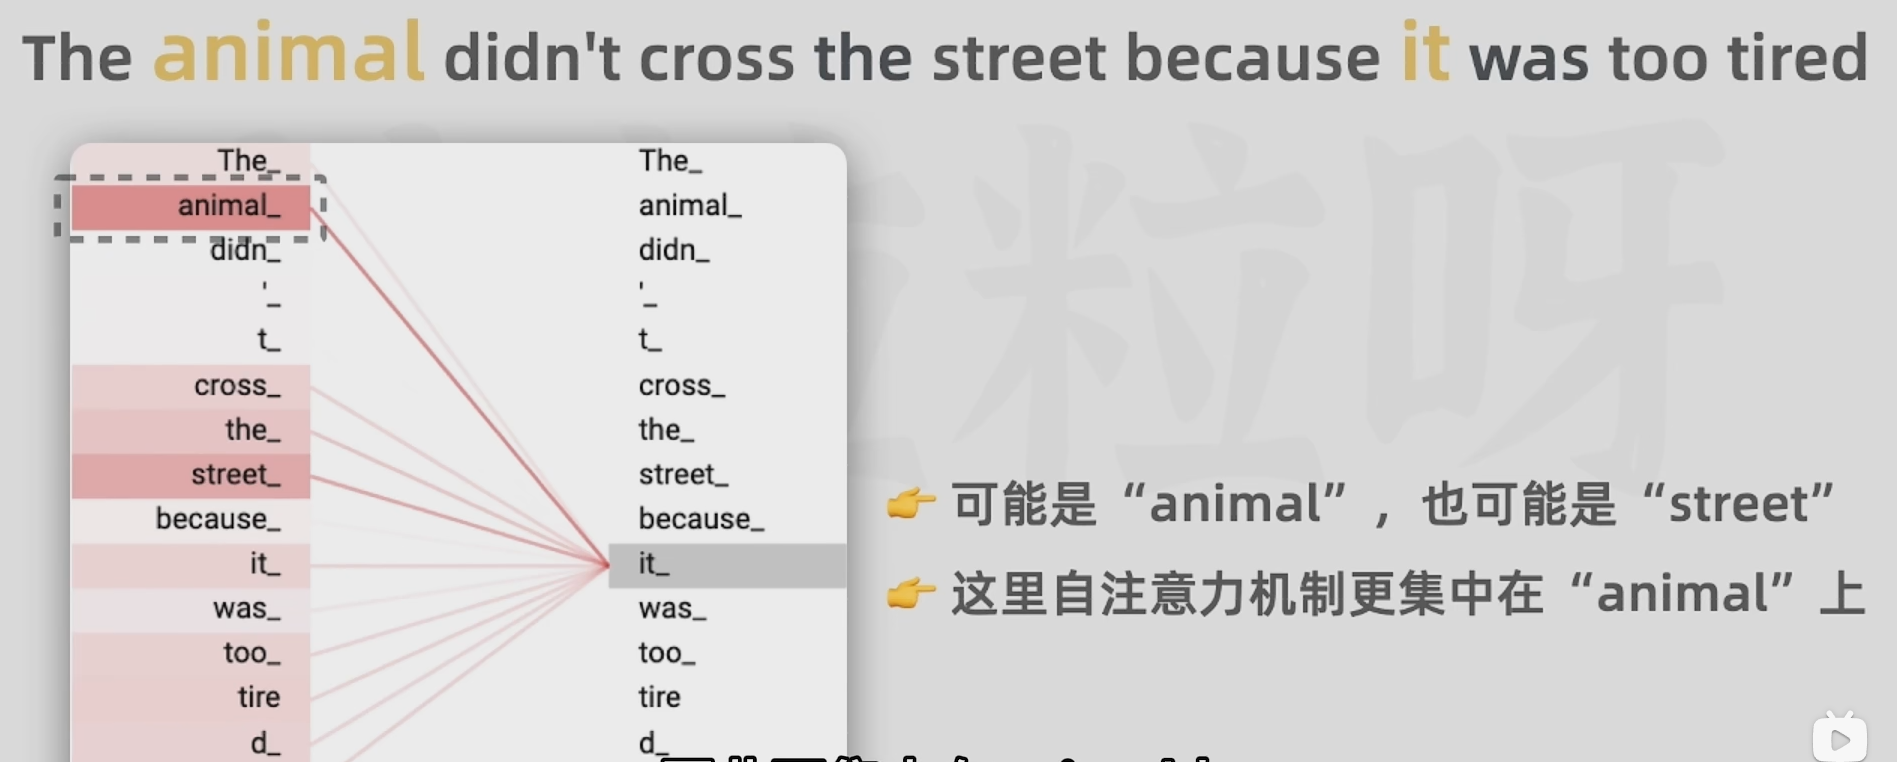 The animal didn't cross the street because it was too tired
The_ The_
animal_ animal_
didn_ didn_
'_ '_
t_ t_
cross_ cross_
the_ the_
street_ street_
because_ because_
it_ it_
was_ was_
too_ too_
tire tire
d_ d_
👉 可能是“animal”，也可能是“street”
👉 这里自注意力机制更集中在“animal”上
粒呀